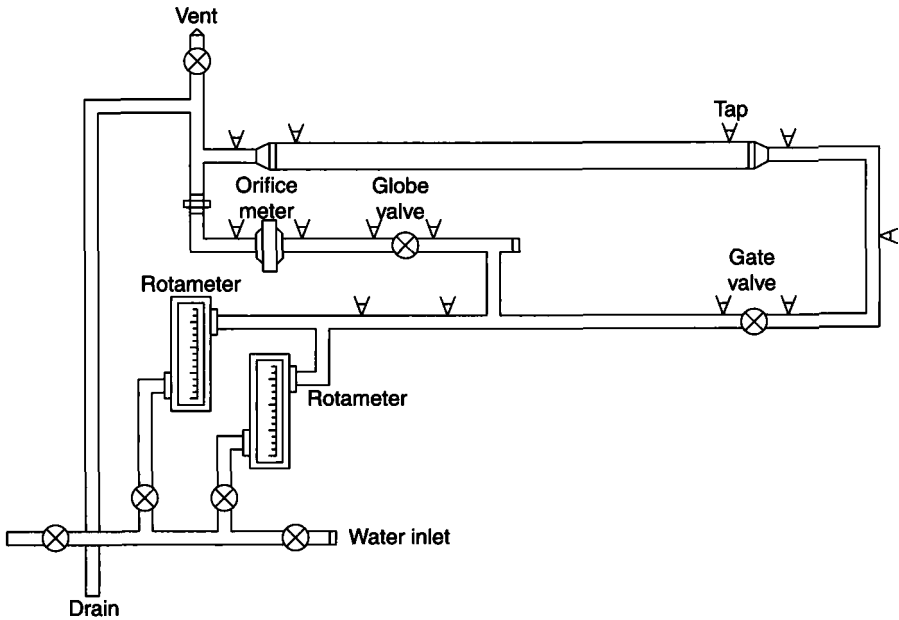 Vent
Tap
Orifice
meter
Globe
valve
Gate
valve
Rotameter
Rotameter
Water inlet
Drain